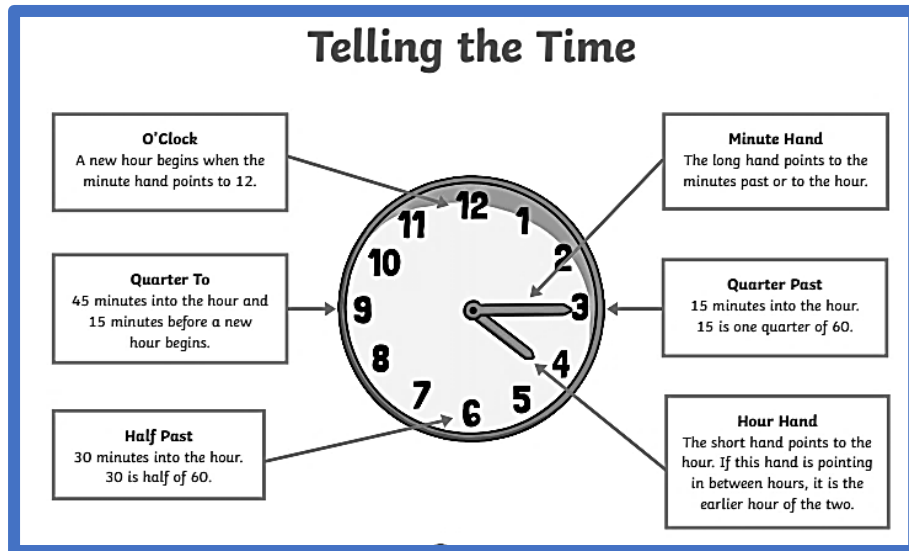 Telling the Time
O'Clock
A new hour begins when the
minute hand points to 12.
Minute Hand
The long hand points to the
minutes past or to the hour.
Quarter To
45 minutes into the hour and
15 minutes before a new
hour begins.
Quarter Past
15 minutes into the hour.
15 is one quarter of 60.
Half Past
30 minutes into the hour.
30 is half of 60.
Hour Hand
The short hand points to the
hour. If this hand is pointing
in between hours, it is the
earlier hour of the two.
12
1
2
3
4
5
6
7
8
9
10
11